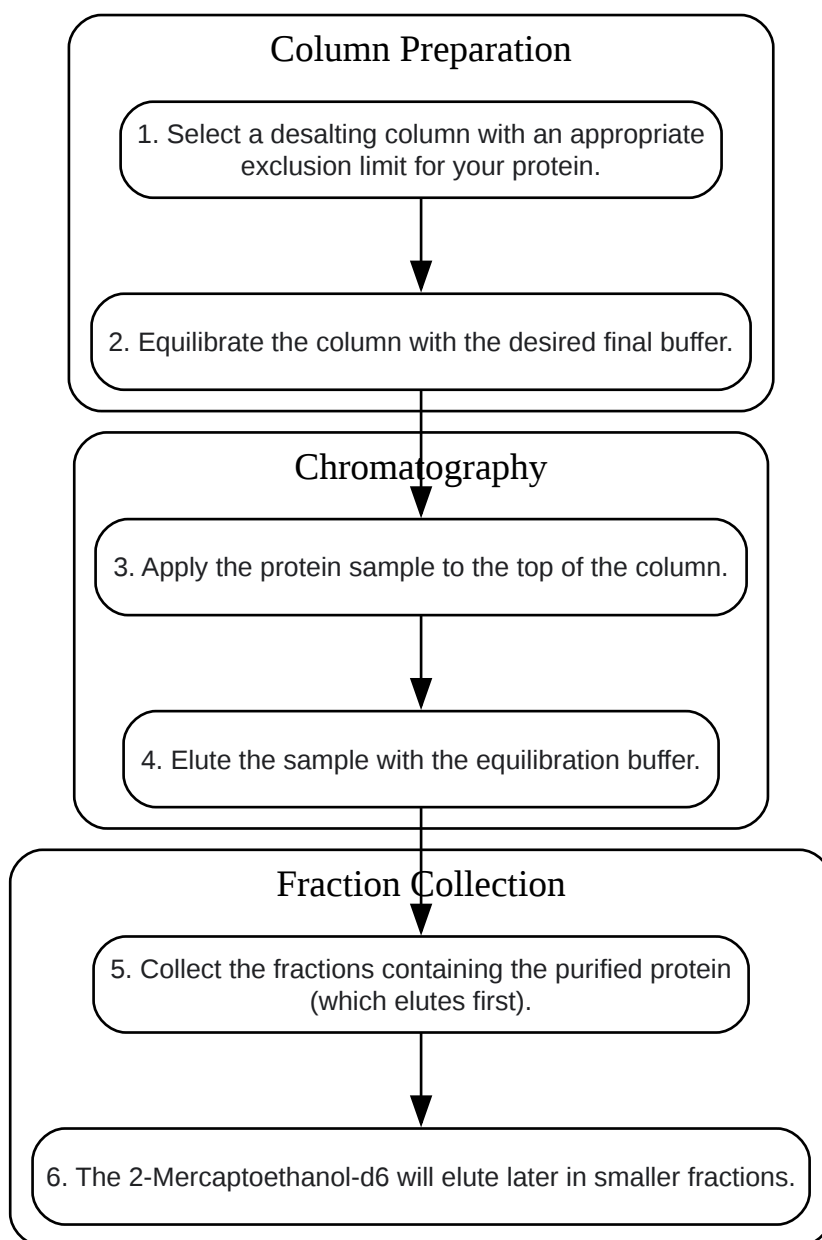 Column Preparation
1. Select a desalting column with an appropriate
exclusion limit for your protein.
2. Equilibrate the column with the desired final buffer.
Chromatography
3. Apply the protein sample to the top of the column.
4. Elute the sample with the equilibration buffer.
Fraction Collection
5. Collect the fractions containing the purified protein
(which elutes first).
6. The 2-Mercaptoethanol-d6 will elute later in smaller fractions.